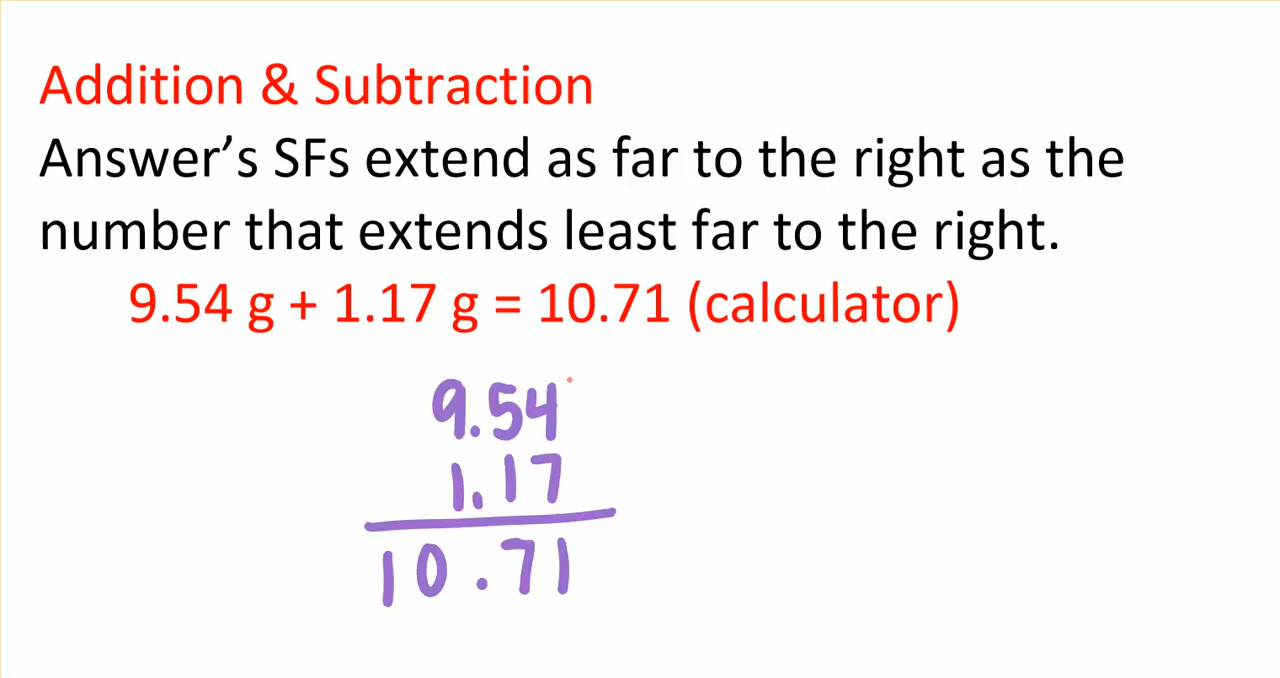 Addition & Subtraction
Answer’s SFs extend as far to the right as the
number that extends least far to the right.
9.54 g + 1.17 g = 10.71 (calculator)
9.54
1.17
10.71